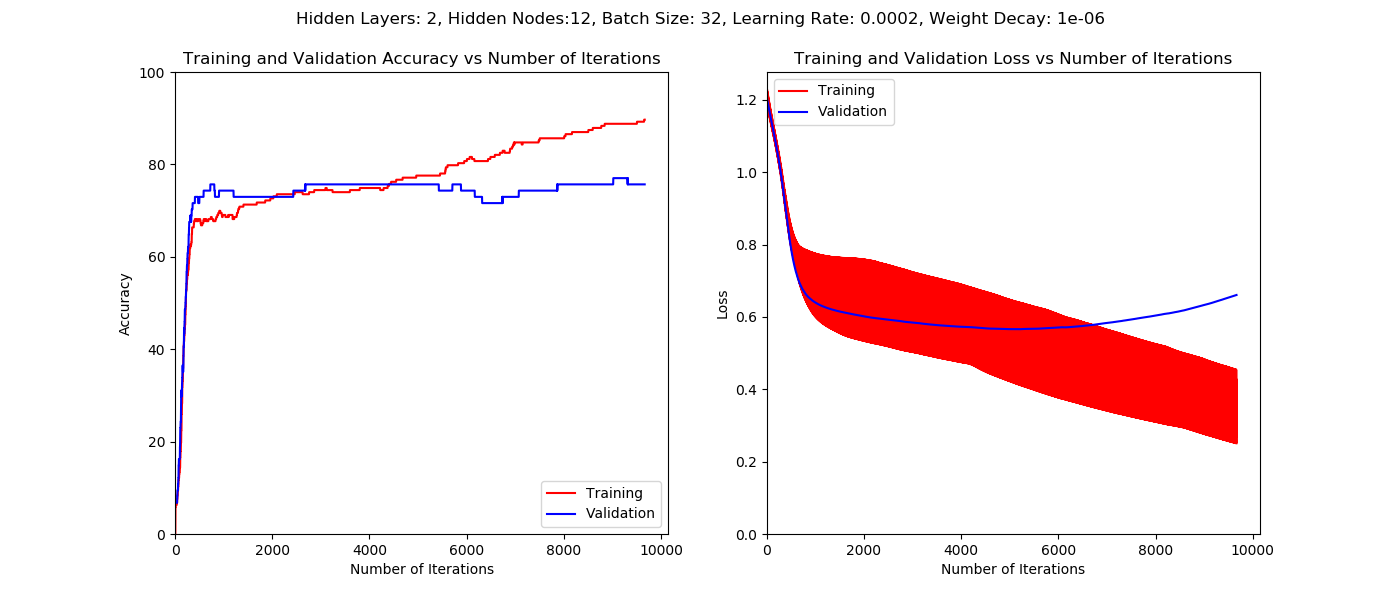 Hidden Layers: 2, Hidden Nodes:12, Batch Size: 32, Learning Rate: 0.0002, Weight Decay: 1e-06
Training and Validation Accuracy vs Number of Iterations
100
80
60
40
20
0
Accuracy
0 2000 4000 6000 8000 10000
Number of Iterations
Training
Validation
Training and Validation Loss vs Number of Iterations
Training
Validation
1.2
1.0
0.8
0.6
0.4
0.2
0.0
Loss
0 2000 4000 6000 8000 10000
Number of Iterations